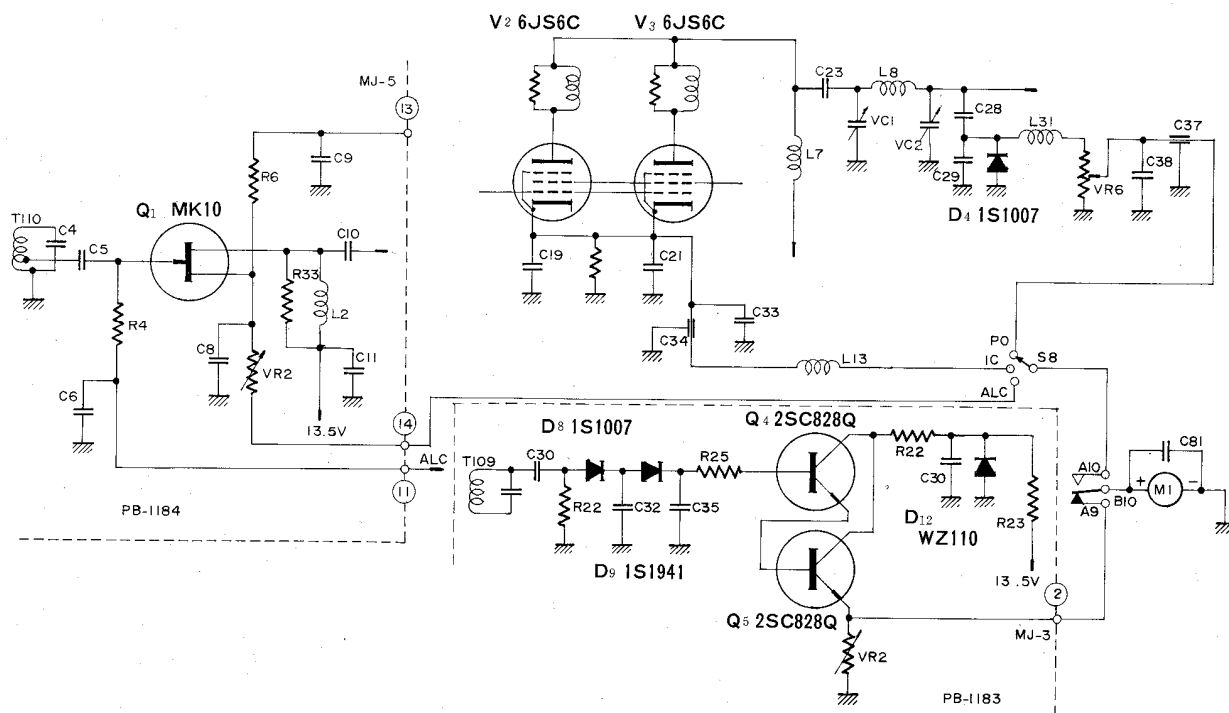 V2 6JS6C
V3 6JS6C
MJ-5
13
C23
L8
C28
L31
C37
VC1
VC2
C29
C38
VR6
L7
D4 1S1007
R6
C9
T110
C4
C5
Q1 MK10
C10
R33
L2
C19
C21
R4
C8
VR2
C11
C34
C33
PO
S8
IC
ALC
L13
C6
13.5V
14
ALC
11
PB-1184
D8 1S1007
Q4 2SC828Q
T109
C30
R25
R22
C30
C81
A10
+ M1 -
B10
A9
R22
C32
C35
D12
WZ110
R23
D9 1S1941
13.5V
2
Q5 2SC828Q
MJ-3
VR2
PB-1183